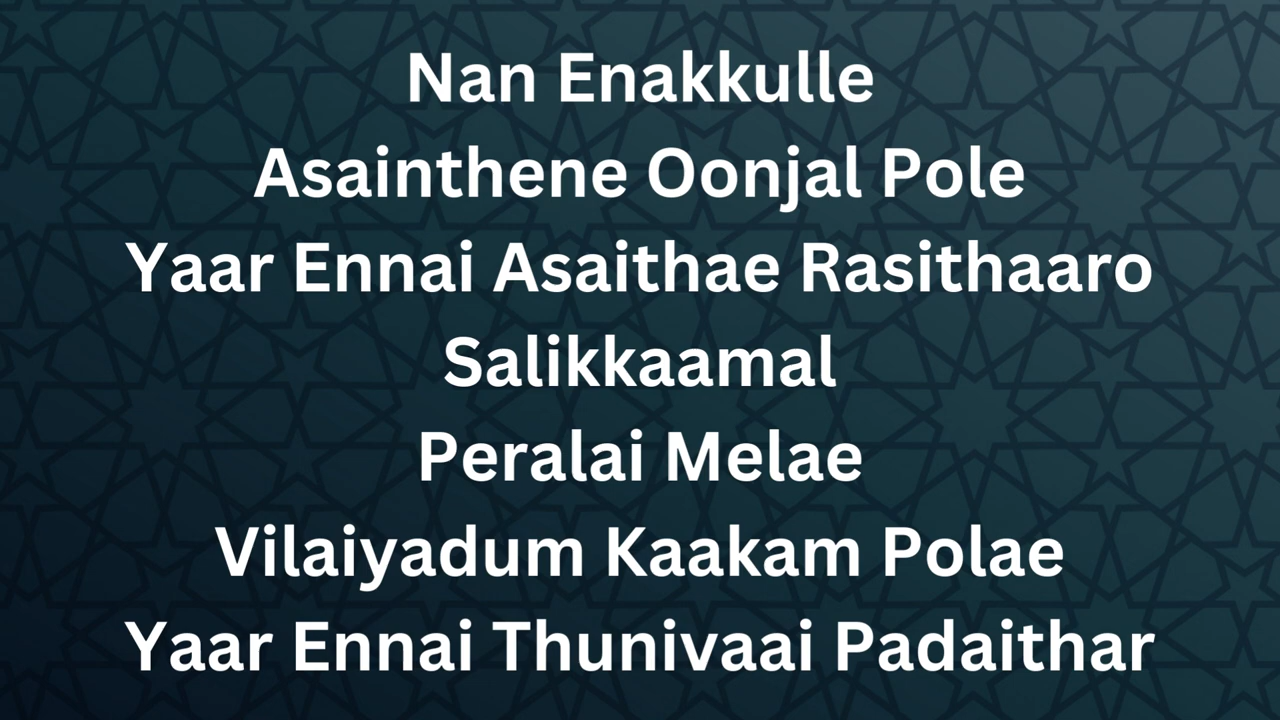 Nan Enakkulle
Asainthene Oonjal Pole
Yaar Ennai Asaithae Rasithaaro
Salikkaamal
Peralai Melae
Vilaiyadum Kaakam Polae
Yaar Ennai Thunivaai Padaithar